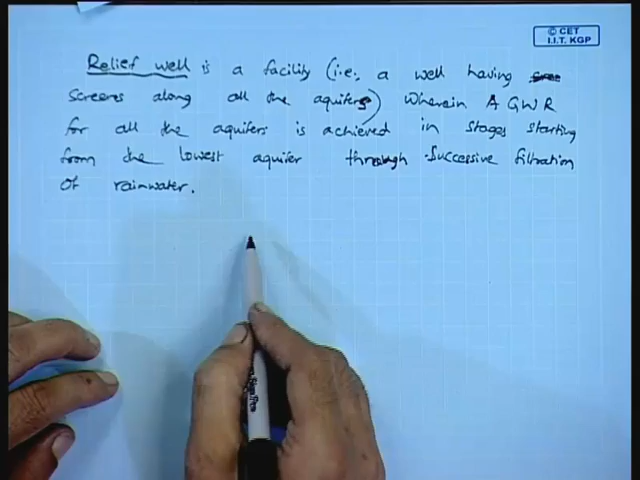 © CET
I.I.T. KGP
Relief well is a facility (i.e., a well having
screens along all the aquifers) wherein AGWR
for all the aquifers is achieved in stages starting
from the lowest aquifer through successive filtration
of rainwater.